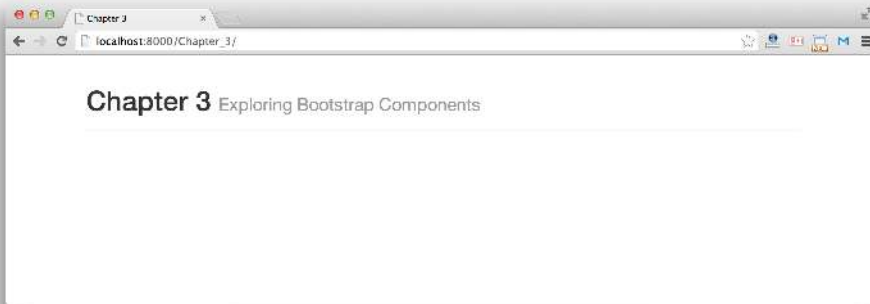 Chapter 3
localhost:8000/Chapter_3/
Chapter 3 Exploring Bootstrap Components